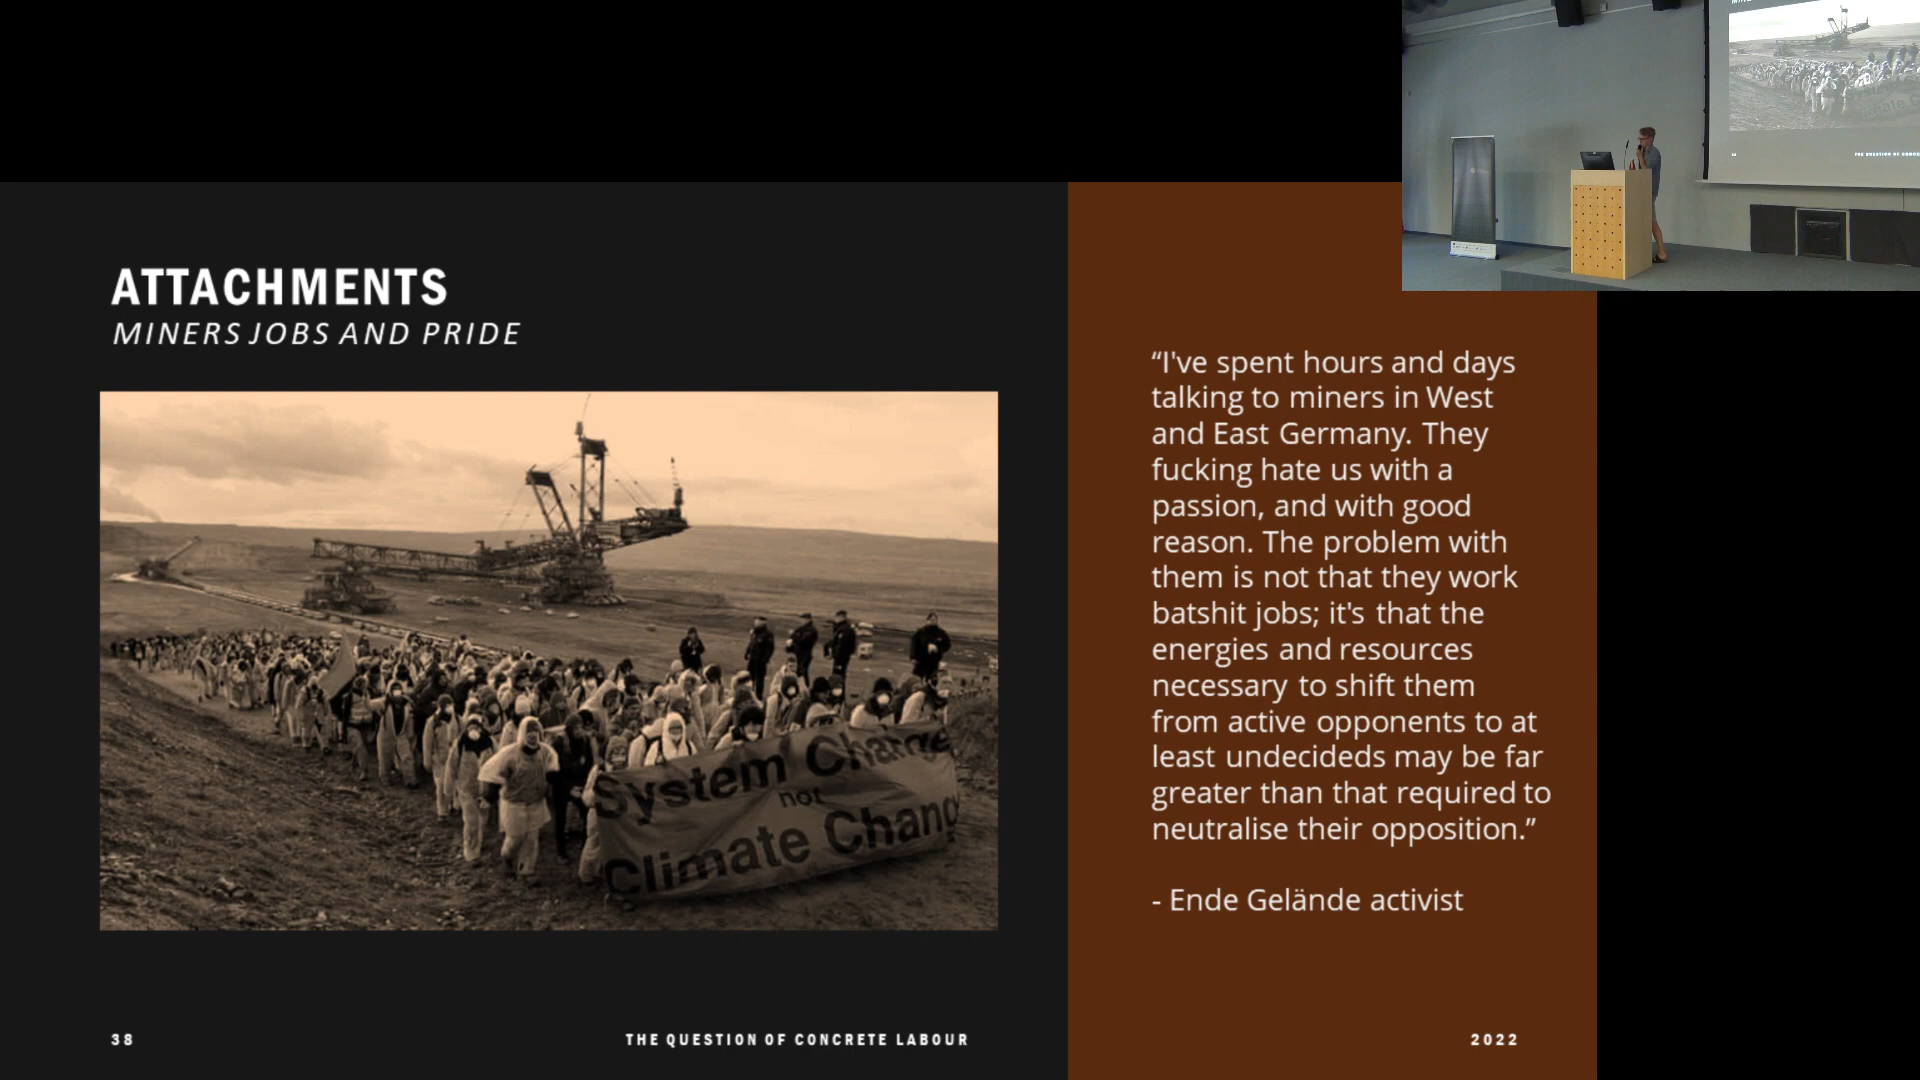 ATTACHMENTS
MINERS JOBS AND PRIDE
“I've spent hours and days
talking to miners in West
and East Germany. They
fucking hate us with a
passion, and with good
reason. The problem with
them is not that they work
batshit jobs; it's that the
energies and resources
necessary to shift them
from active opponents to at
least undecideds may be far
greater than that required to
neutralise their opposition.”
- Ende Gelände activist
System Change
not
Climate Chang
38
THE QUESTION OF CONCRETE LABOUR
2022